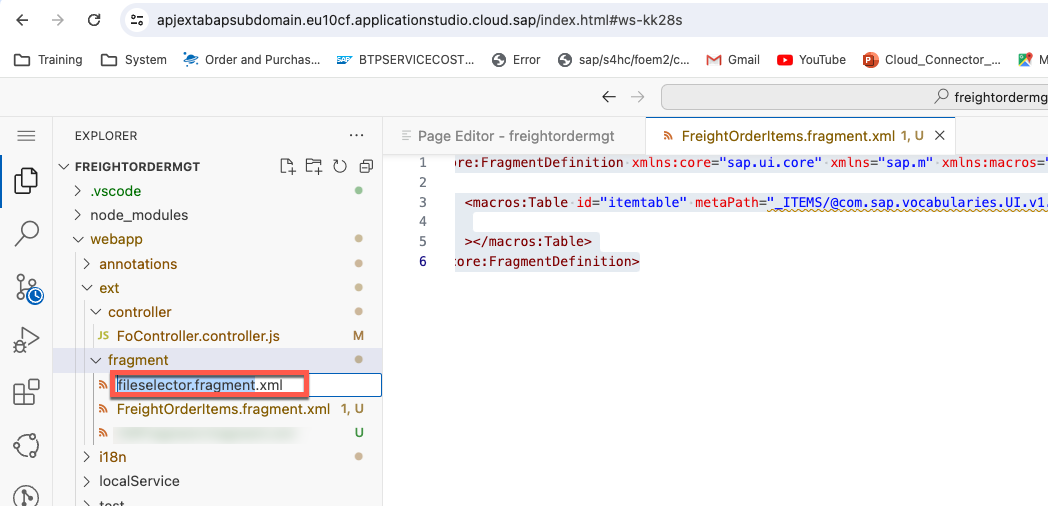 apjextabapsubdomain.eu10cf.applicationstudio.cloud.sap/index.html#ws-kk28s
Training System Order and Purchas... BTPSERVICECOST... Error sap/s4hc/foem2/c... Gmail YouTube Cloud_Connector_... M
freightordermg
EXPLORER ...
Page Editor - freightordermgt
FreightOrderItems.fragment.xml 1, U
FREIGHTORDERMGT
.vscode
node_modules
webapp
annotations
ext
controller
JS FoController.controller.js M
fragment
fileselector.fragment.xml
FreightOrderItems.fragment.xml 1, U
U
i18n
localService
test
1 ore:FragmentDefinition xmlns:core="sap.ui.core" xmlns="sap.m" xmlns:macros="
2
3 <macros:Table id="itemtable" metaPath="_ITEMS/@com.sap.vocabularies.UI.v1.
4
5 ></macros:Table>
6 core:FragmentDefinition>